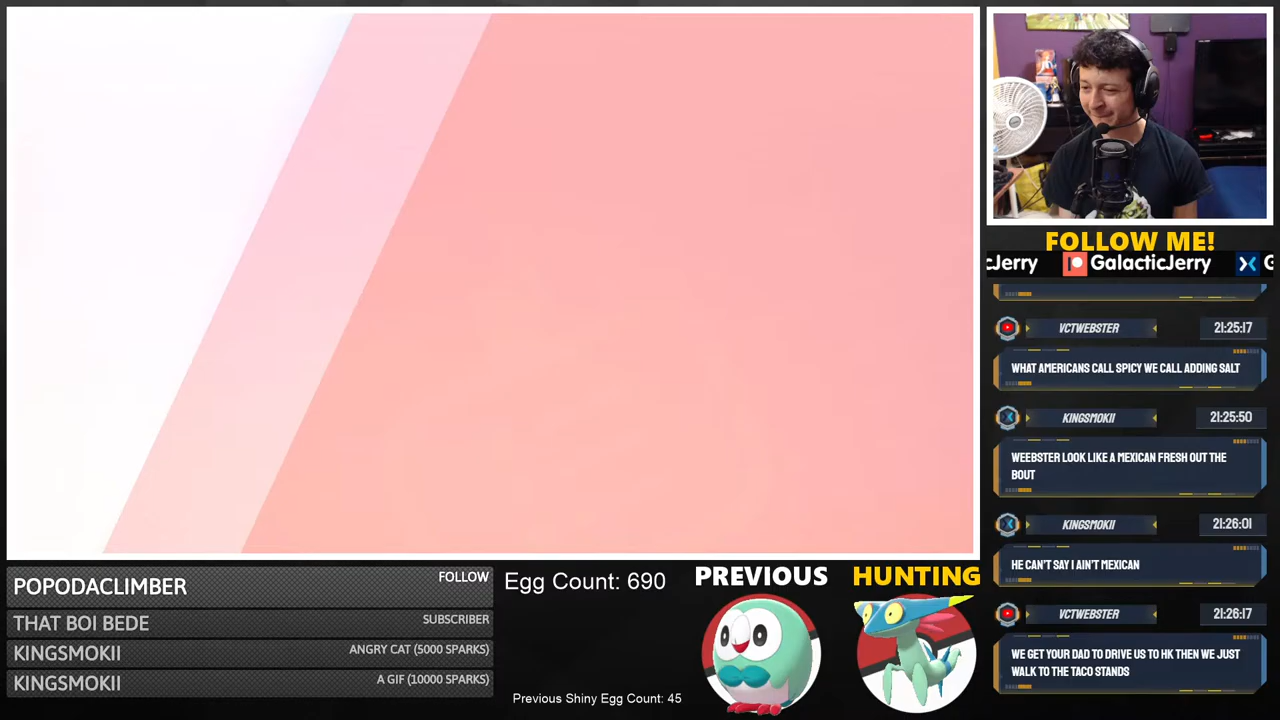 FOLLOW ME!
cJerry GalacticJerry G
VCTWEBSTER 21:25:17
WHAT AMERICANS CALL SPICY WE CALL ADDING SALT
KINGSMOKII 21:25:50
WEEBSTER LOOK LIKE A MEXICAN FRESH OUT THE
BOUT
KINGSMOKII 21:26:01
HE CAN'T SAY I AIN'T MEXICAN
VCTWEBSTER 21:26:17
WE GET YOUR DAD TO DRIVE US TO HK THEN WE JUST
WALK TO THE TACO STANDS
POPODACLIMBER FOLLOW
THAT BOI BEDE SUBSCRIBER
KINGSMOKII ANGRY CAT (5000 SPARKS)
KINGSMOKII A GIF (10000 SPARKS)
Egg Count: 690
Previous Shiny Egg Count: 45
PREVIOUS
HUNTING